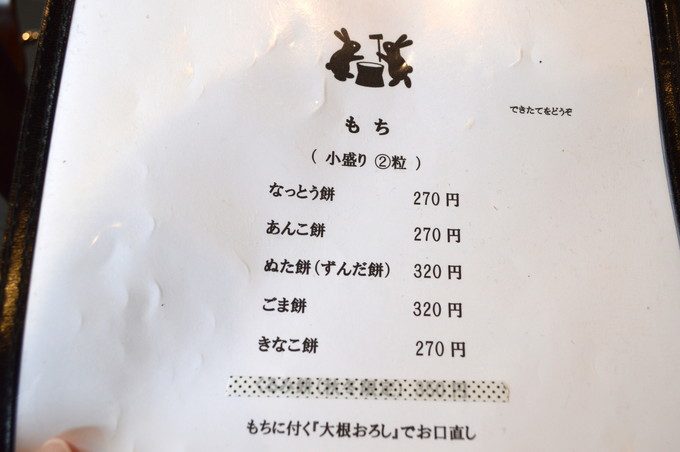 できたてをどうぞ
もち
( 小盛り ②粒 )
なっとう餅 270円
あんこ餅 270円
ぬた餅(ずんだ餅) 320円
ごま餅 320円
きなこ餅 270円
もちに付く『大根おろし』でお口直し